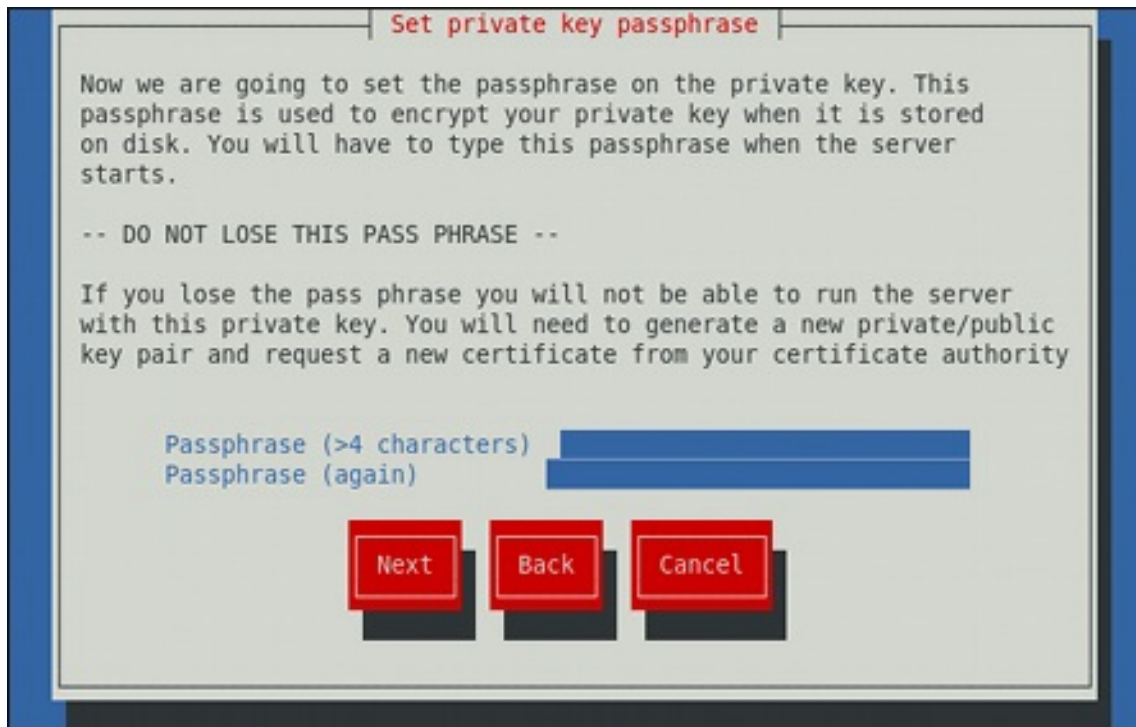 Set private key passphrase
Now we are going to set the passphrase on the private key. This
passphrase is used to encrypt your private key when it is stored
on disk. You will have to type this passphrase when the server
starts.
-- DO NOT LOSE THIS PASS PHRASE --
If you lose the pass phrase you will not be able to run the server
with this private key. You will need to generate a new private/public
key pair and request a new certificate from your certificate authority
Passphrase (>4 characters)
Passphrase (again)
Next Back Cancel